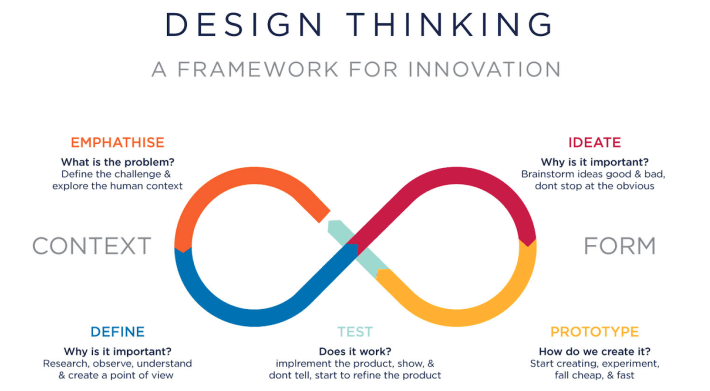 DESIGN THINKING
A FRAMEWORK FOR INNOVATION
EMPHATHISE
What is the problem?
Define the challenge &
explore the human context
IDEATE
Why is it important?
Brainstorm ideas good & bad,
dont stop at the obvious
CONTEXT
FORM
DEFINE
Why is it important?
Research, observe, understand
& create a point of view
TEST
Does it work?
implrement the product, show, &
dont tell, start to refine the product
PROTOTYPE
How do we create it?
Start creating, experiment,
fall cheap, & fast